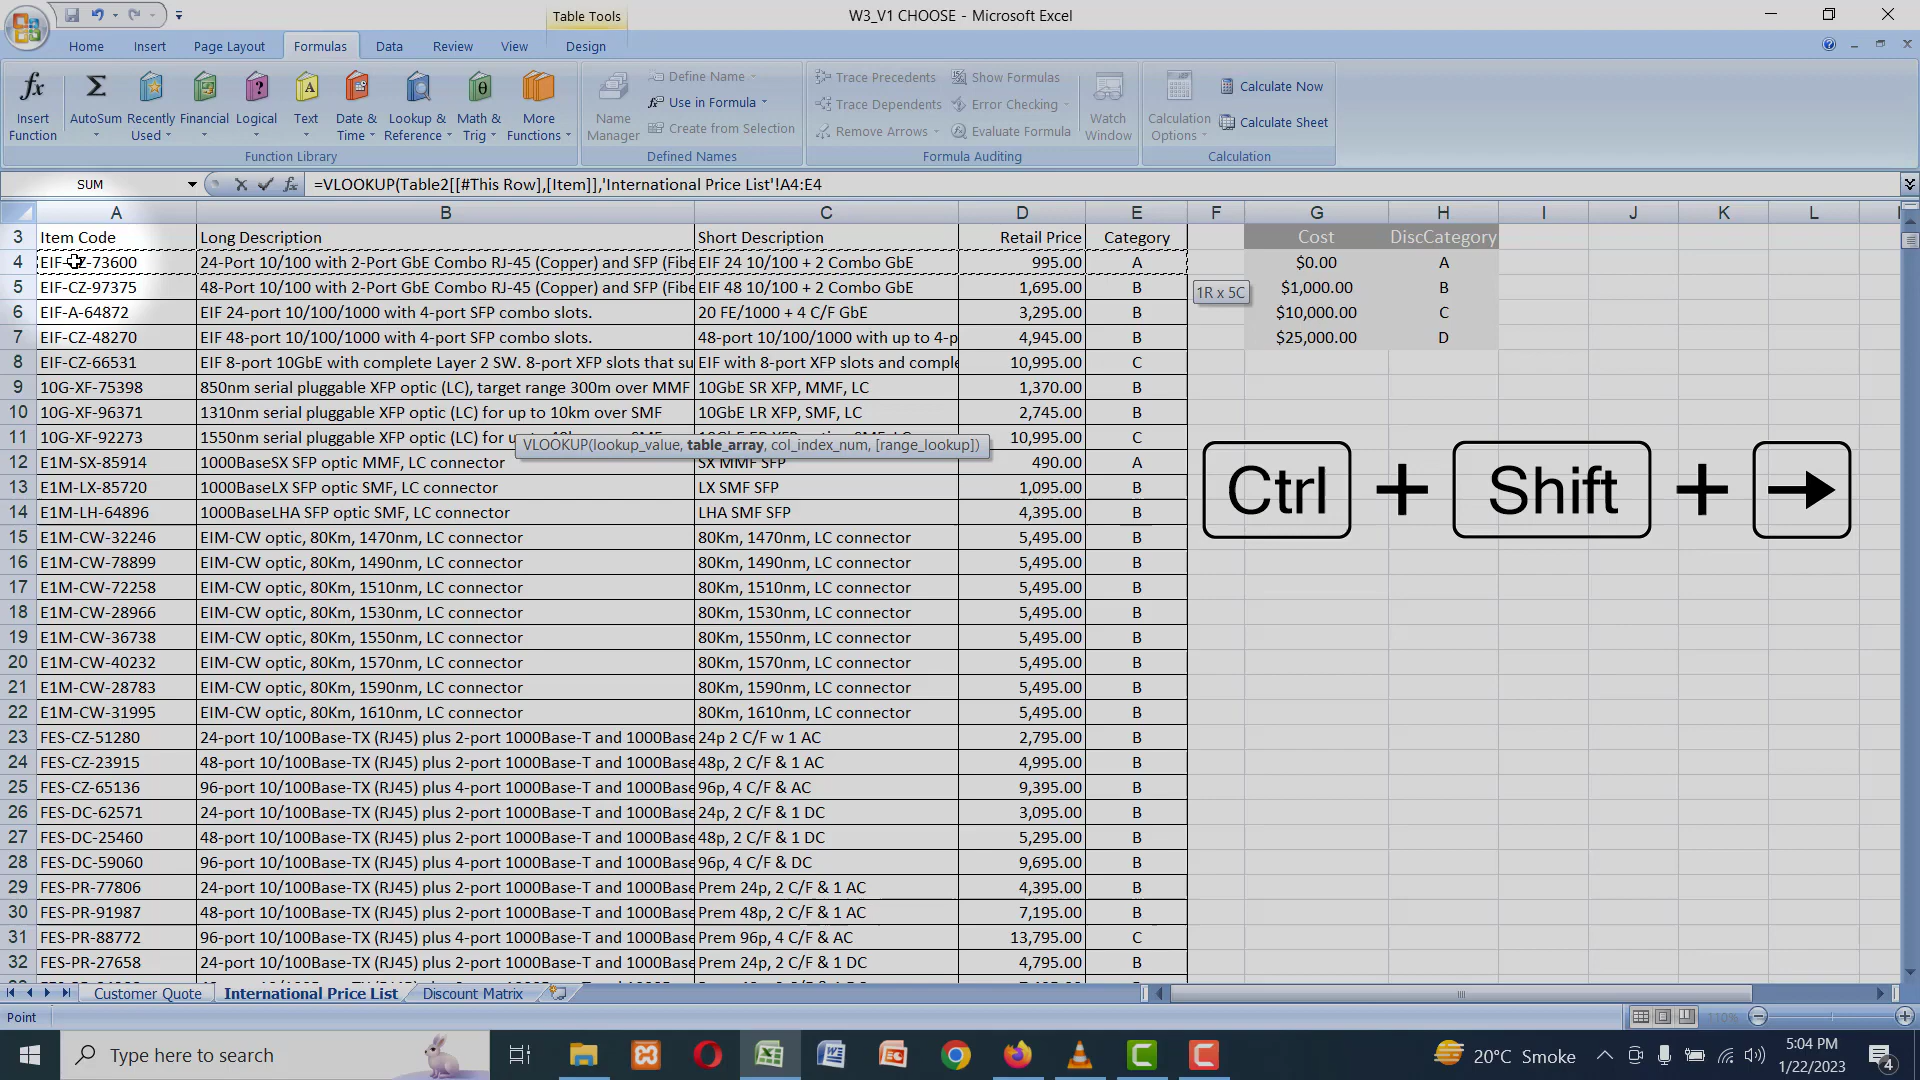 Table Tools
W3_V1 CHOOSE - Microsoft Excel
Home Insert Page Layout Formulas Data Review View Design
Insert Function
AutoSum
Recently Used
Financial
Logical
Text
Date & Time
Lookup & Reference
Math & Trig
More Functions
Function Library
Name Manager
Define Name
Use in Formula
Create from Selection
Defined Names
Trace Precedents
Trace Dependents
Remove Arrows
Show Formulas
Error Checking
Evaluate Formula
Formula Auditing
Watch Window
Calculation Options
Calculate Now
Calculate Sheet
Calculation
SUM fx =VLOOKUP(Table2[[#This Row],[Item]],'International Price List'!A4:E4
A B C D E F G H I J K L
3 Item Code Long Description Short Description Retail Price Category Cost DiscCategory
4 EIF-CZ-73600 24-Port 10/100 with 2-Port GbE Combo RJ-45 (Copper) and SFP (Fibe EIF 24 10/100 + 2 Combo GbE 995.00 A $0.00 A
5 EIF-CZ-97375 48-Port 10/100 with 2-Port GbE Combo RJ-45 (Copper) and SFP (Fibe EIF 48 10/100 + 2 Combo GbE 1,695.00 B 1R x 5C $1,000.00 B
6 EIF-A-64872 EIF 24-port 10/100/1000 with 4-port SFP combo slots. 20 FE/1000 + 4 C/F GbE 3,295.00 B $10,000.00 C
7 EIF-CZ-48270 EIF 48-port 10/100/1000 with 4-port SFP combo slots. 48-port 10/100/1000 with up to 4-p 4,945.00 B $25,000.00 D
8 EIF-CZ-66531 EIF 8-port 10GbE with complete Layer 2 SW. 8-port XFP slots that su EIF with 8-port XFP slots and comple 10,995.00 C
9 10G-XF-75398 850nm serial pluggable XFP optic (LC), target range 300m over MMF 10GbE SR XFP, MMF, LC 1,370.00 B
10 10G-XF-96371 1310nm serial pluggable XFP optic (LC) for up to 10km over SMF 10GbE LR XFP, SMF, LC 2,745.00 B
11 10G-XF-92273 1550nm serial pluggable XFP optic (LC) for u 10,995.00 C
VLOOKUP(lookup_value, table_array, col_index_num, [range_lookup])
12 E1M-SX-85914 1000BaseSX SFP optic MMF, LC connector SX MMF SFP 490.00 A
13 E1M-LX-85720 1000BaseLX SFP optic SMF, LC connector LX SMF SFP 1,095.00 B
14 E1M-LH-64896 1000BaseLHA SFP optic SMF, LC connector LHA SMF SFP 4,395.00 B
Ctrl + Shift + →
15 E1M-CW-32246 EIM-CW optic, 80Km, 1470nm, LC connector 80Km, 1470nm, LC connector 5,495.00 B
16 E1M-CW-78899 EIM-CW optic, 80Km, 1490nm, LC connector 80Km, 1490nm, LC connector 5,495.00 B
17 E1M-CW-72258 EIM-CW optic, 80Km, 1510nm, LC connector 80Km, 1510nm, LC connector 5,495.00 B
18 E1M-CW-28966 EIM-CW optic, 80Km, 1530nm, LC connector 80Km, 1530nm, LC connector 5,495.00 B
19 E1M-CW-36738 EIM-CW optic, 80Km, 1550nm, LC connector 80Km, 1550nm, LC connector 5,495.00 B
20 E1M-CW-40232 EIM-CW optic, 80Km, 1570nm, LC connector 80Km, 1570nm, LC connector 5,495.00 B
21 E1M-CW-28783 EIM-CW optic, 80Km, 1590nm, LC connector 80Km, 1590nm, LC connector 5,495.00 B
22 E1M-CW-31995 EIM-CW optic, 80Km, 1610nm, LC connector 80Km, 1610nm, LC connector 5,495.00 B
23 FES-CZ-51280 24-port 10/100Base-TX (RJ45) plus 2-port 1000Base-T and 1000Base 24p 2 C/F w 1 AC 2,795.00 B
24 FES-CZ-23915 48-port 10/100Base-TX (RJ45) plus 2-port 1000Base-T and 1000Base 48p, 2 C/F & 1 AC 4,995.00 B
25 FES-CZ-65136 96-port 10/100Base-TX (RJ45) plus 4-port 1000Base-T and 1000Base 96p, 4 C/F & AC 9,395.00 B
26 FES-DC-62571 24-port 10/100Base-TX (RJ45) plus 2-port 1000Base-T and 1000Base 24p, 2 C/F & 1 DC 3,095.00 B
27 FES-DC-25460 48-port 10/100Base-TX (RJ45) plus 2-port 1000Base-T and 1000Base 48p, 2 C/F & 1 DC 5,295.00 B
28 FES-DC-59060 96-port 10/100Base-TX (RJ45) plus 4-port 1000Base-T and 1000Base 96p, 4 C/F & DC 9,695.00 B
29 FES-PR-77806 24-port 10/100Base-TX (RJ45) plus 2-port 1000Base-T and 1000Base Prem 24p, 2 C/F & 1 AC 4,395.00 B
30 FES-PR-91987 48-port 10/100Base-TX (RJ45) plus 2-port 1000Base-T and 1000Base Prem 48p, 2 C/F & 1 AC 7,195.00 B
31 FES-PR-88772 96-port 10/100Base-TX (RJ45) plus 4-port 1000Base-T and 1000Base Prem 96p, 4 C/F & AC 13,795.00 C
32 FES-PR-27658 24-port 10/100Base-TX (RJ45) plus 2-port 1000Base-T and 1000Base Prem 24p, 2 C/F & 1 DC 4,795.00 B
Customer Quote International Price List Discount Matrix
Point 110%
Type here to search
20°C Smoke
5:04 PM
1/22/2023
4